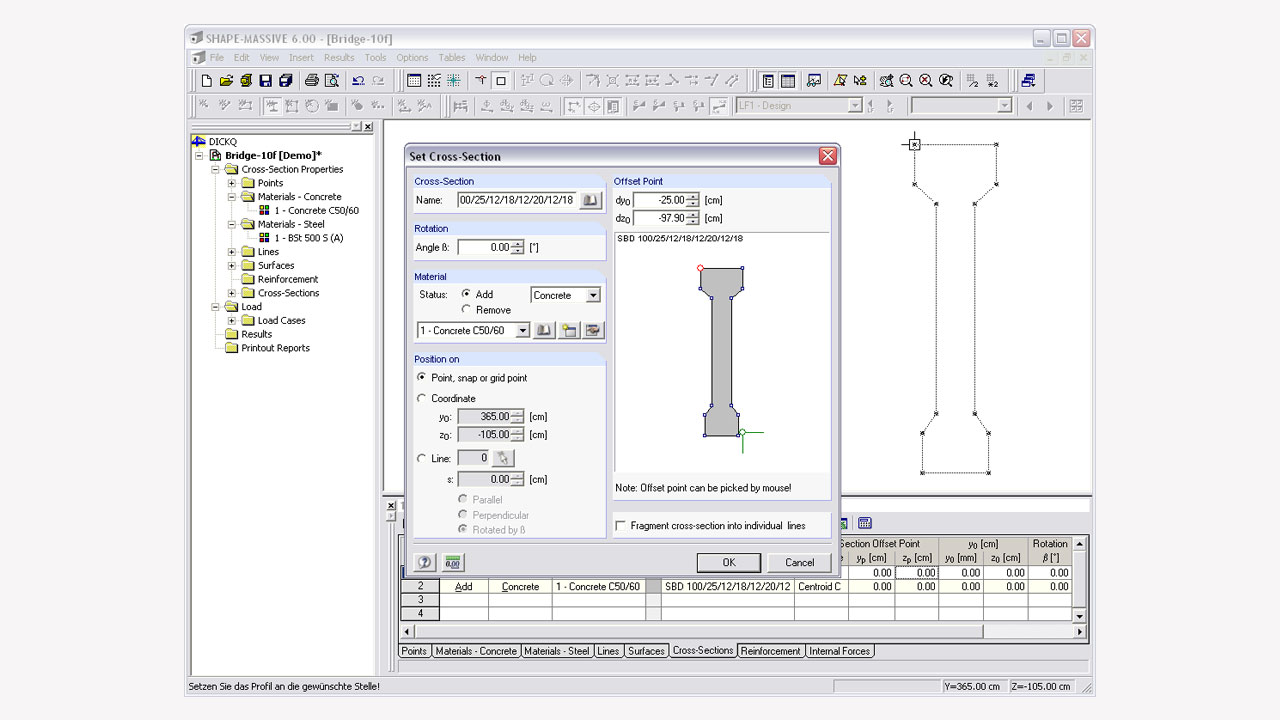 SHAPE-MASSIVE 6.00 - [Bridge-10f]
File Edit View Insert Results Tools Options Tables Window Help
LF1 - Design
DICKQ
Bridge-10f [Demo]*
Cross-Section Properties
Points
Materials - Concrete
1 - Concrete C50/60
Materials - Steel
1 - BSt 500 S (A)
Lines
Surfaces
Reinforcement
Cross-Sections
Load
Load Cases
Results
Printout Reports
Set Cross-Section
Cross-Section
Name: 00/25/12/18/12/20/12/18
Rotation
Angle ß: 0.00 [°]
Material
Status: Add Concrete
Remove
1 - Concrete C50/60
Position on
Point, snap or grid point
Coordinate
y0: 365.00 [cm]
z0: -105.00 [cm]
Line: 0
s: 0.00 [cm]
Parallel
Perpendicular
Rotated by ß
Offset Point
dy0 -25.00 [cm]
dz0 -97.90 [cm]
SBD 100/25/12/18/12/20/12/18
Note: Offset point can be picked by mouse!
Fragment cross-section into individual lines
OK Cancel
Section Offset Point y0 [cm] Rotation
yp [cm] zp [cm] y0 [mm] z0 [cm] β [°]
0.00 0.00 0.00 0.00 0.00
2 Add Concrete 1 - Concrete C50/60 SBD 100/25/12/18/12/20/12 Centroid C 0.00 0.00 0.00 0.00 0.00
3
4
Points Materials - Concrete Materials - Steel Lines Surfaces Cross-Sections Reinforcement Internal Forces
Setzen Sie das Profil an die gewünschte Stelle! Y=365.00 cm Z=-105.00 cm